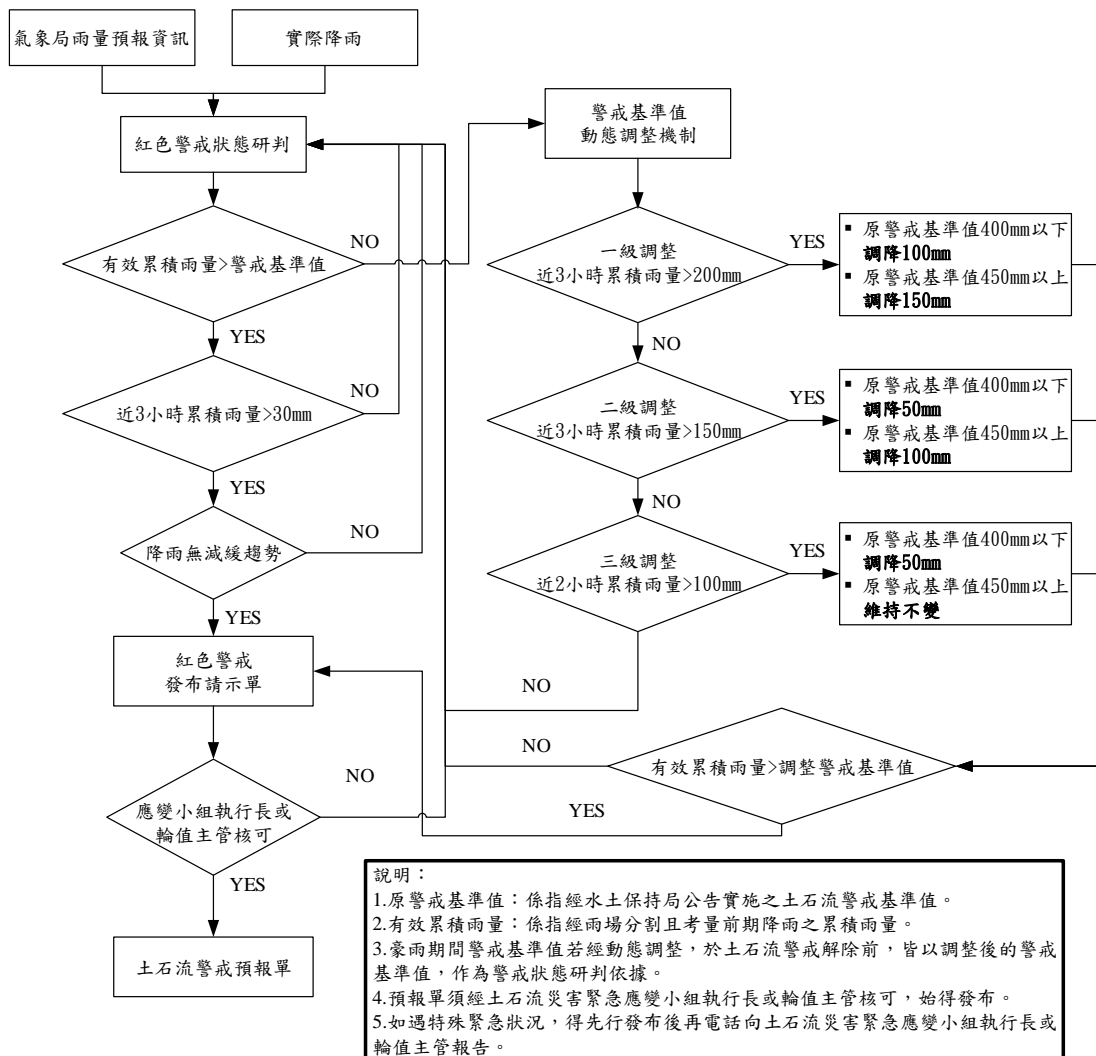 氣象局雨量預報資訊
實際降雨
紅色警戒狀態研判
有效累積雨量>警戒基準值
NO
YES
近3小時累積雨量>30mm
NO
YES
降雨無減緩趨勢
NO
YES
紅色警戒
發布請示單
應變小組執行長或
輪值主管核可
NO
YES
土石流警戒預報單
警戒基準值
動態調整機制
一級調整
近3小時累積雨量>200mm
YES
▪ 原警戒基準值400mm以下
調降100mm
▪ 原警戒基準值450mm以上
調降150mm
NO
二級調整
近3小時累積雨量>150mm
YES
▪ 原警戒基準值400mm以下
調降50mm
▪ 原警戒基準值450mm以上
調降100mm
NO
三級調整
近2小時累積雨量>100mm
YES
▪ 原警戒基準值400mm以下
調降50mm
▪ 原警戒基準值450mm以上
維持不變
NO
有效累積雨量>調整警戒基準值
NO
YES
說明：
1.原警戒基準值：係指經水土保持局公告實施之土石流警戒基準值。
2.有效累積雨量：係指經雨場分割且考量前期降雨之累積雨量。
3.豪雨期間警戒基準值若經動態調整，於土石流警戒解除前，皆以調整後的警戒
基準值，作為警戒狀態研判依據。
4.預報單須經土石流災害緊急應變小組執行長或輪值主管核可，始得發布。
5.如遇特殊緊急狀況，得先行發布後再電話向土石流災害緊急應變小組執行長或
輪值主管報告。